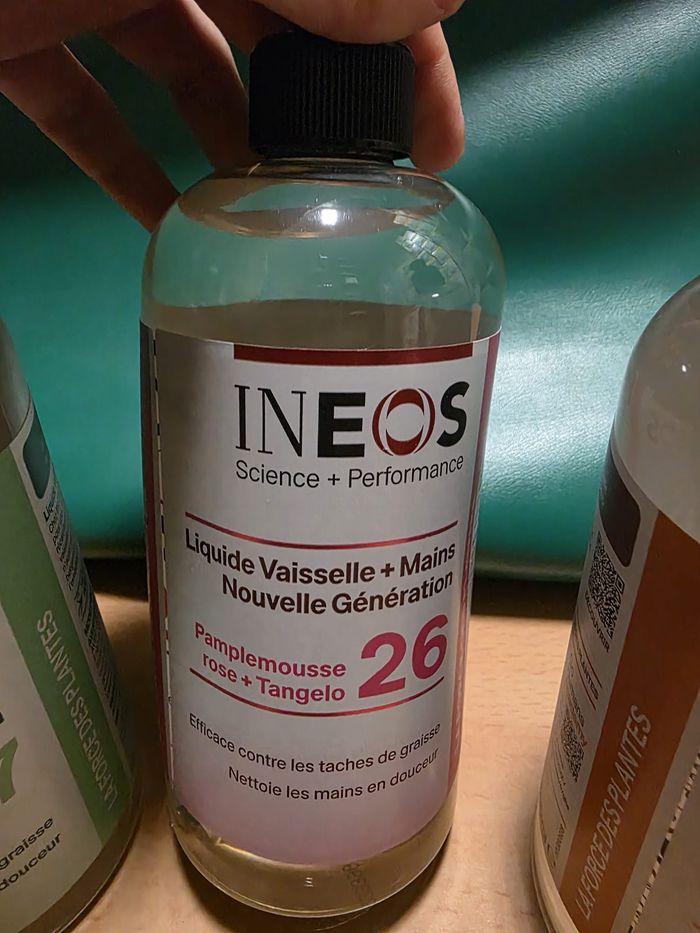 INEOS
Science + Performance
Liquide Vaisselle + Mains
Nouvelle Génération
Pamplemousse
rose + Tangelo
26
Efficace contre les taches de graisse
Nettoie les mains en douceur
LA FORCE DES PLANTES
7
graisse
douceur
LA FORCE DES PLANTES